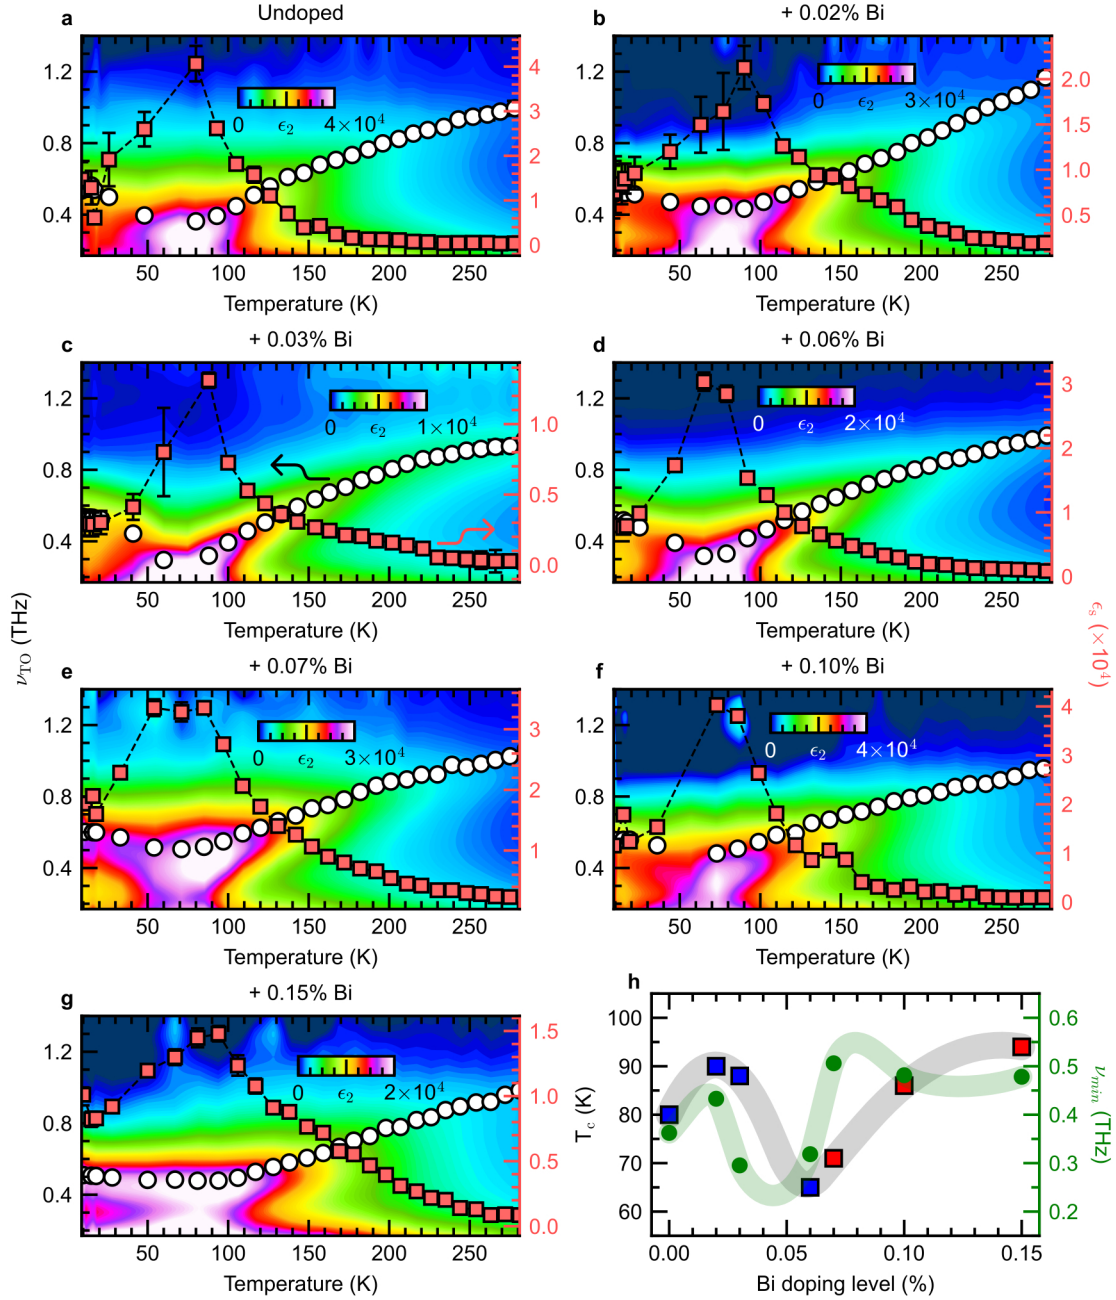 a Undoped
1.2
0.8
0.4
4
3
2
1
0
0 ϵ₂ 4×10⁴
50 100 150 200 250
Temperature (K)
b + 0.02% Bi
1.2
0.8
0.4
2.0
1.5
1.0
0.5
0 ϵ₂ 3×10⁴
50 100 150 200 250
Temperature (K)
c + 0.03% Bi
1.2
0.8
0.4
1.0
0.5
0.0
0 ϵ₂ 1×10⁴
50 100 150 200 250
Temperature (K)
d + 0.06% Bi
1.2
0.8
0.4
3
2
1
0
0 ϵ₂ 2×10⁴
50 100 150 200 250
Temperature (K)
ν_TO (THz)
ϵ_s (×10⁴)
e + 0.07% Bi
1.2
0.8
0.4
3
2
1
0 ϵ₂ 3×10⁴
50 100 150 200 250
Temperature (K)
f + 0.10% Bi
1.2
0.8
0.4
4
3
2
1
0
0 ϵ₂ 4×10⁴
50 100 150 200 250
Temperature (K)
g + 0.15% Bi
1.2
0.8
0.4
1.5
1.0
0.5
0.0
0 ϵ₂ 2×10⁴
50 100 150 200 250
Temperature (K)
h
100
90
80
70
60
T_c (K)
0.6
0.5
0.4
0.3
0.2
ν_min (THz)
0.00 0.05 0.10 0.15
Bi doping level (%)